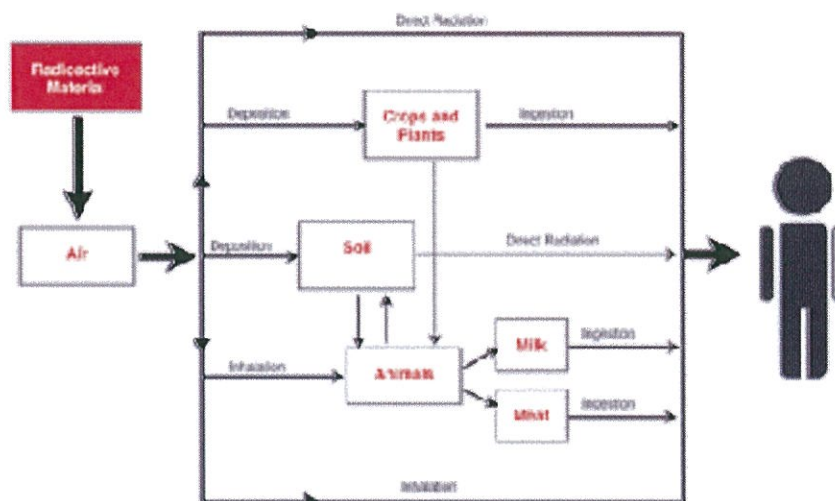 Direct Radiation
Radioactive
Material
Deposition
Crops and
Plants
Ingestion
Air
Deposition
Soil
Direct Radiation
Inhalation
Animals
Milk
Ingestion
Meat
Ingestion
Inhalation